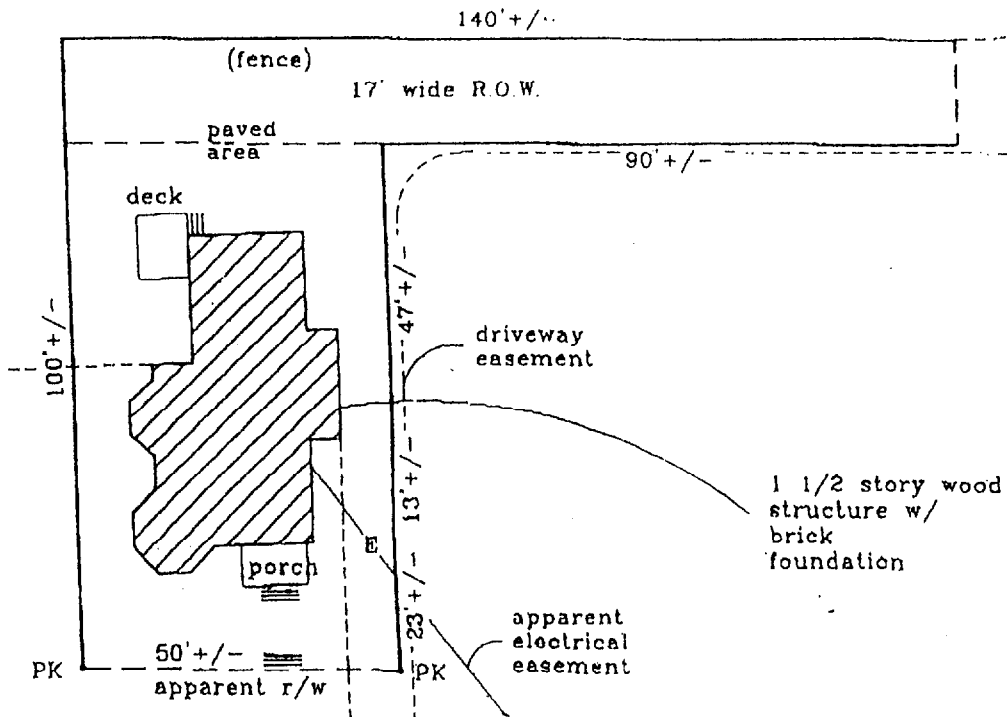 140'+/-
(fence)
17' wide R.O.W.
paved
area
90'+/-
deck
47'+/-
driveway
easement
100'+/-
13'+/-
1 1/2 story wood
structure w/
brick
foundation
E
porch
23'+/-
apparent
electrical
easement
50'+/-
PK
PK
apparent r/w